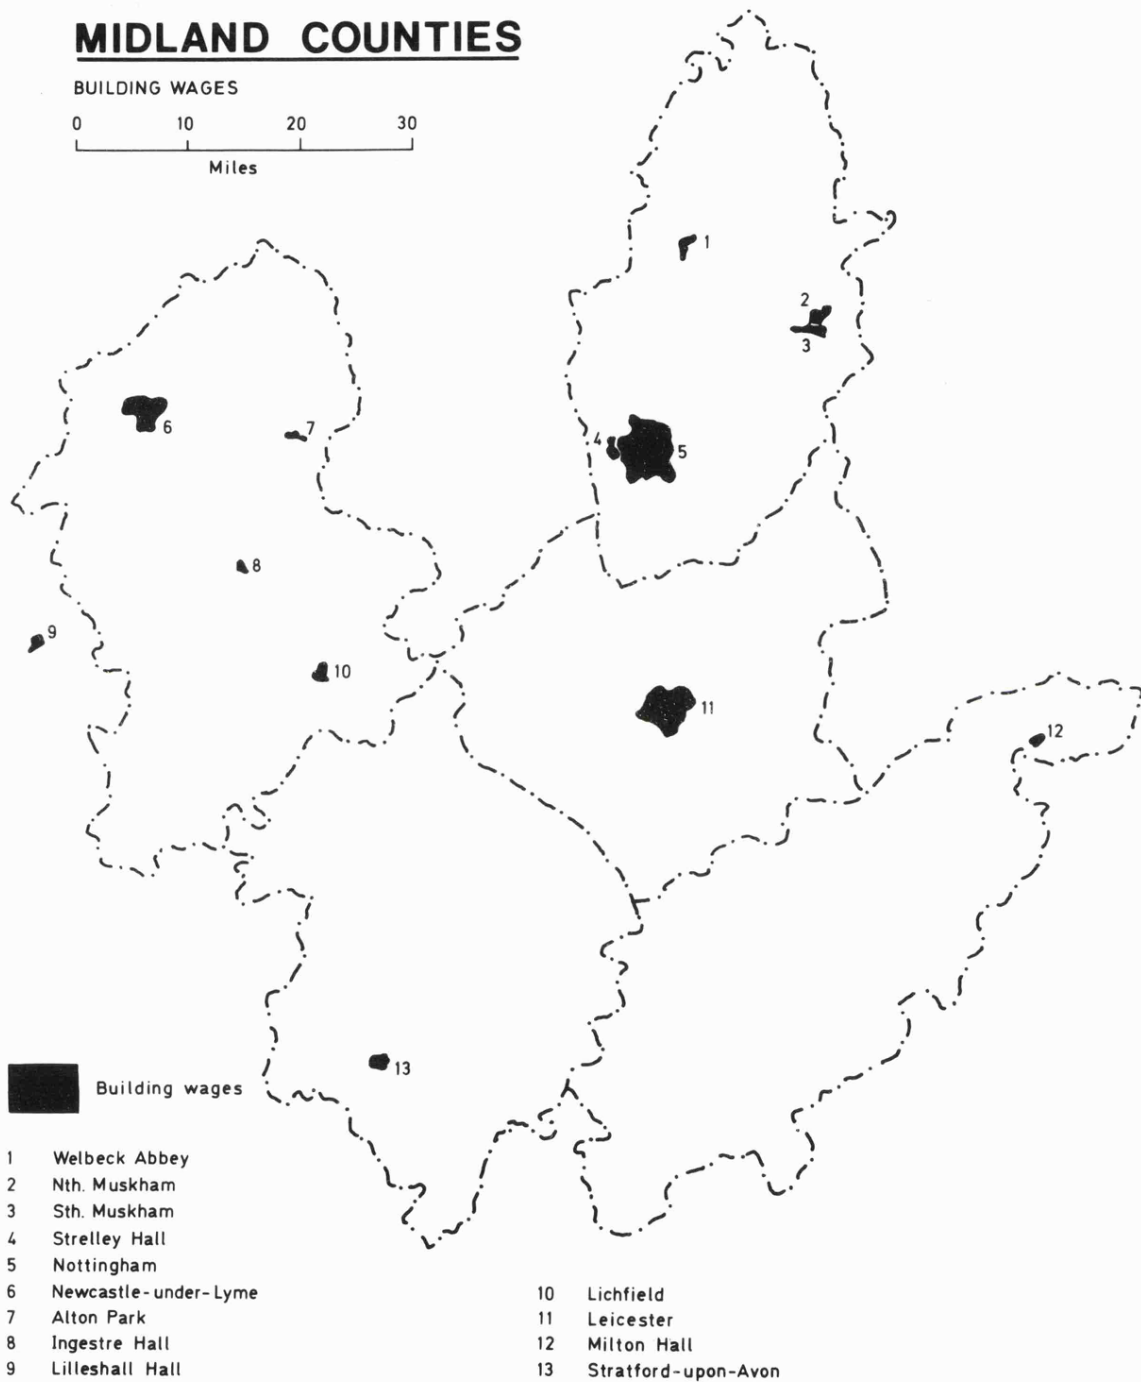 MIDLAND COUNTIES
BUILDING WAGES
0 10 20 30
Miles
1
2
3
4
5
6
7
8
9
10
11
12
13
Building wages
1 Welbeck Abbey
2 Nth. Muskham
3 Sth. Muskham
4 Strelley Hall
5 Nottingham
6 Newcastle-under-Lyme
7 Alton Park
8 Ingestre Hall
9 Lilleshall Hall
10 Lichfield
11 Leicester
12 Milton Hall
13 Stratford-upon-Avon